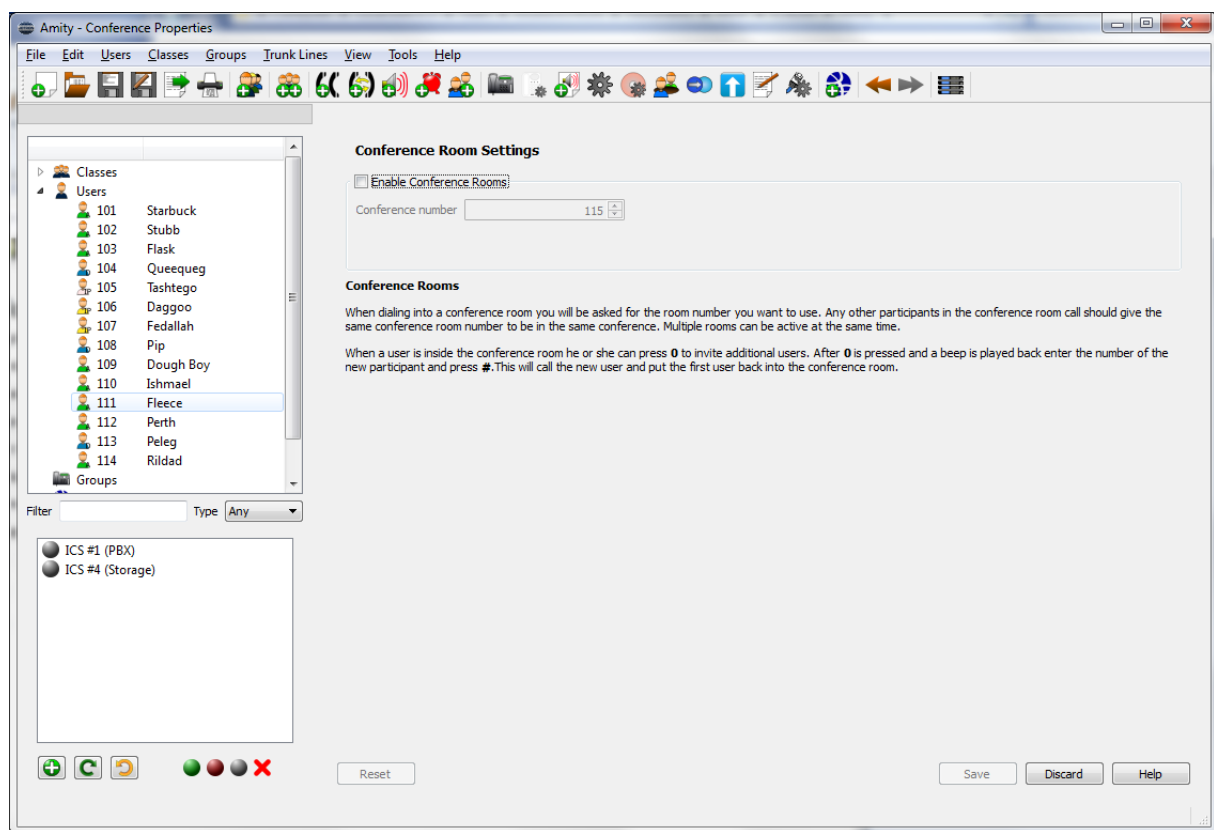 Amity - Conference Properties
File Edit Users Classes Groups Trunk Lines View Tools Help
Classes
Users
101 Starbuck
102 Stubb
103 Flask
104 Queequeg
105 Tashtego
106 Daggoo
107 Fedallah
108 Pip
109 Dough Boy
110 Ishmael
111 Fleece
112 Perth
113 Peleg
114 Rildad
Groups
Filter Type Any
ICS #1 (PBX)
ICS #4 (Storage)
Conference Room Settings
Enable Conference Rooms
Conference number 115
Conference Rooms
When dialing into a conference room you will be asked for the room number you want to use. Any other participants in the conference room call should give the
same conference room number to be in the same conference. Multiple rooms can be active at the same time.
When a user is inside the conference room he or she can press 0 to invite additional users. After 0 is pressed and a beep is played back enter the number of the
new participant and press #.This will call the new user and put the first user back into the conference room.
Reset Save Discard Help